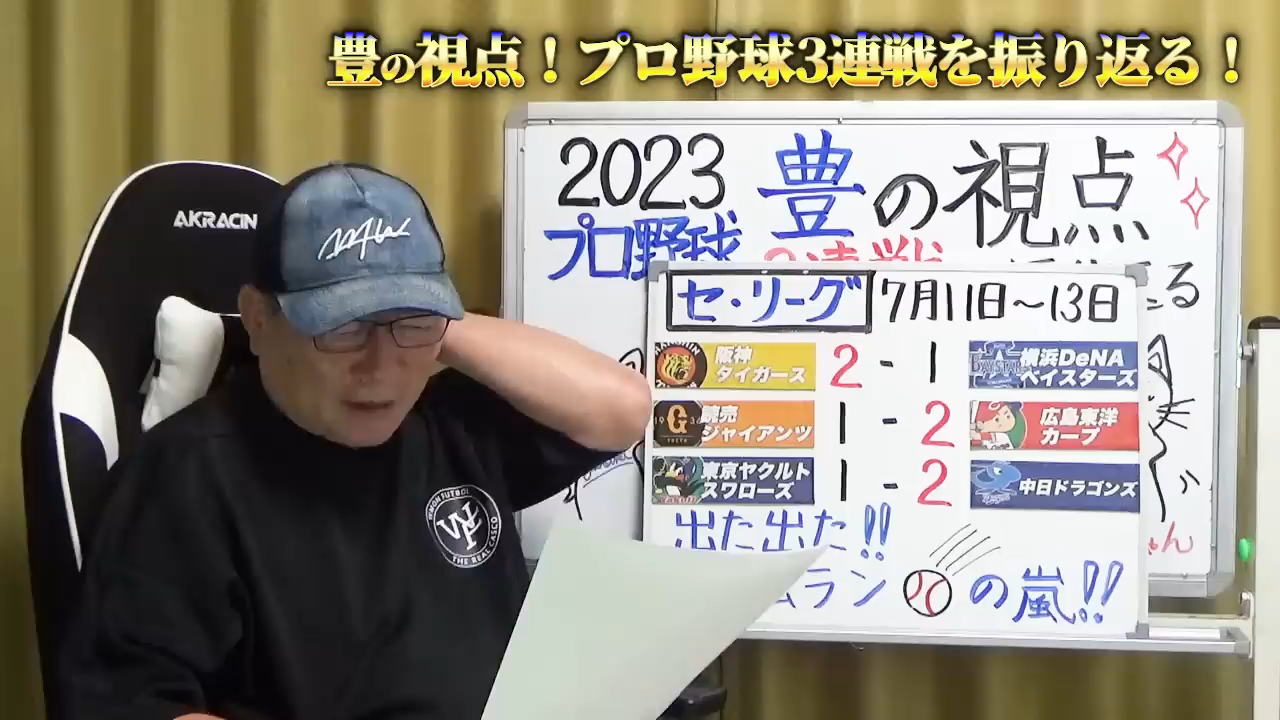 豊の視点！プロ野球3連戦を振り返る！
2023 豊の視点
プロ野球
AKRACIN
セ・リーグ 7月11日～13日
阪神タイガース 2 - 1 横浜DeNAベイスターズ
読売ジャイアンツ 1 - 2 広島東洋カープ
東京ヤクルトスワローズ 1 - 2 中日ドラゴンズ
出た出た!!
ムラン の嵐!!
WF
THE REAL CASCO